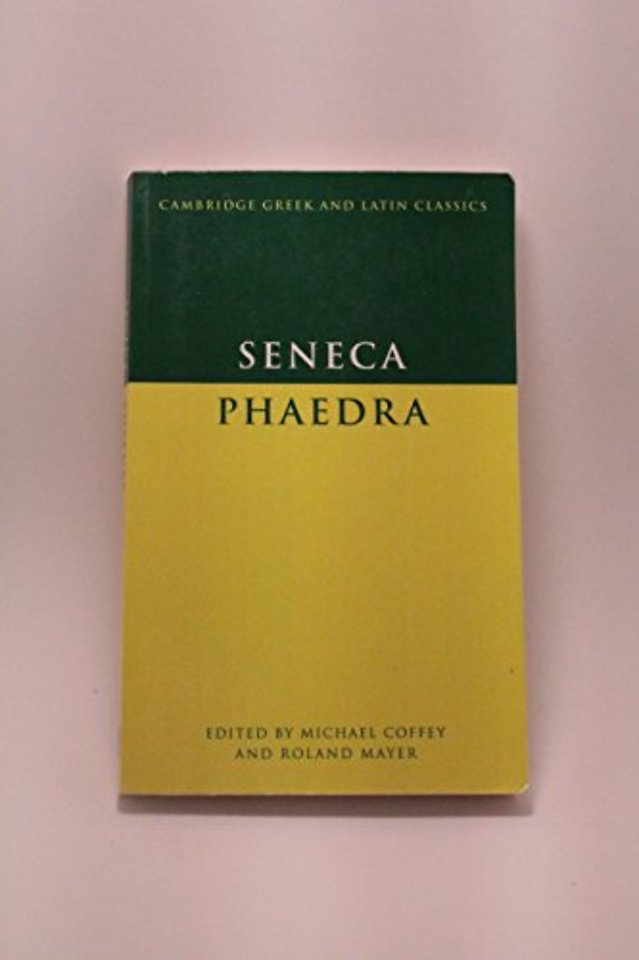 CAMBRIDGE GREEK AND LATIN CLASSICS
SENECA
PHAEDRA
EDITED BY MICHAEL COFFEY
AND ROLAND MAYER